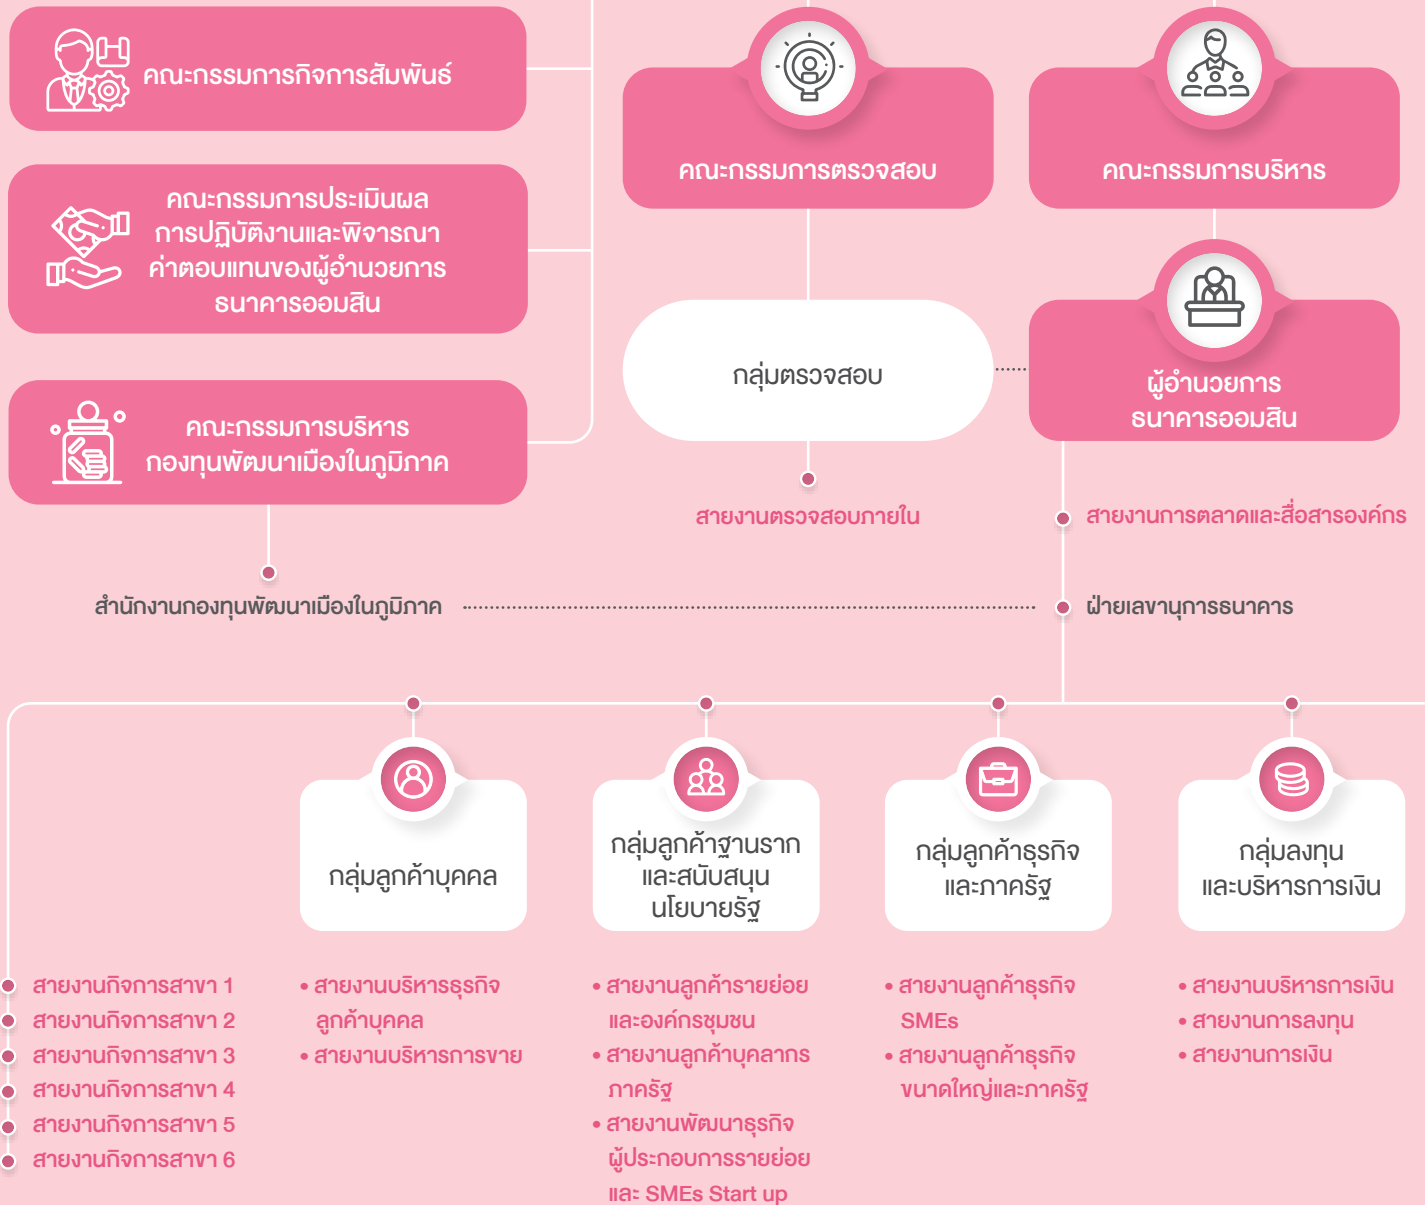 คณะกรรมการกิจการสัมพันธ์
คณะกรรมการประเมินผล
การปฏิบัติงานและพิจารณา
ค่าตอบแทนของผู้อำนวยการ
ธนาคารออมสิน
คณะกรรมการบริหาร
กองทุนพัฒนาเมืองในภูมิภาค
สำนักงานกองทุนพัฒนาเมืองในภูมิภาค
คณะกรรมการตรวจสอบ
กลุ่มตรวจสอบ
สายงานตรวจสอบภายใน
คณะกรรมการบริหาร
ผู้อำนวยการ
ธนาคารออมสิน
สายงานการตลาดและสื่อสารองค์กร
ฝ่ายเลขานุการธนาคาร
สายงานกิจการสาขา 1
สายงานกิจการสาขา 2
สายงานกิจการสาขา 3
สายงานกิจการสาขา 4
สายงานกิจการสาขา 5
สายงานกิจการสาขา 6
กลุ่มลูกค้าบุคคล
• สายงานบริหารธุรกิจ
ลูกค้าบุคคล
• สายงานบริหารการขาย
กลุ่มลูกค้าฐานราก
และสนับสนุน
นโยบายรัฐ
• สายงานลูกค้ารายย่อย
และองค์กรชุมชน
• สายงานลูกค้าบุคลากร
ภาครัฐ
• สายงานพัฒนาธุรกิจ
ผู้ประกอบการรายย่อย
และ SMEs Start up
กลุ่มลูกค้าธุรกิจ
และภาครัฐ
• สายงานลูกค้าธุรกิจ
SMEs
• สายงานลูกค้าธุรกิจ
ขนาดใหญ่และภาครัฐ
กลุ่มลงทุน
และบริหารการเงิน
• สายงานบริหารการเงิน
• สายงานการลงทุน
• สายงานการเงิน